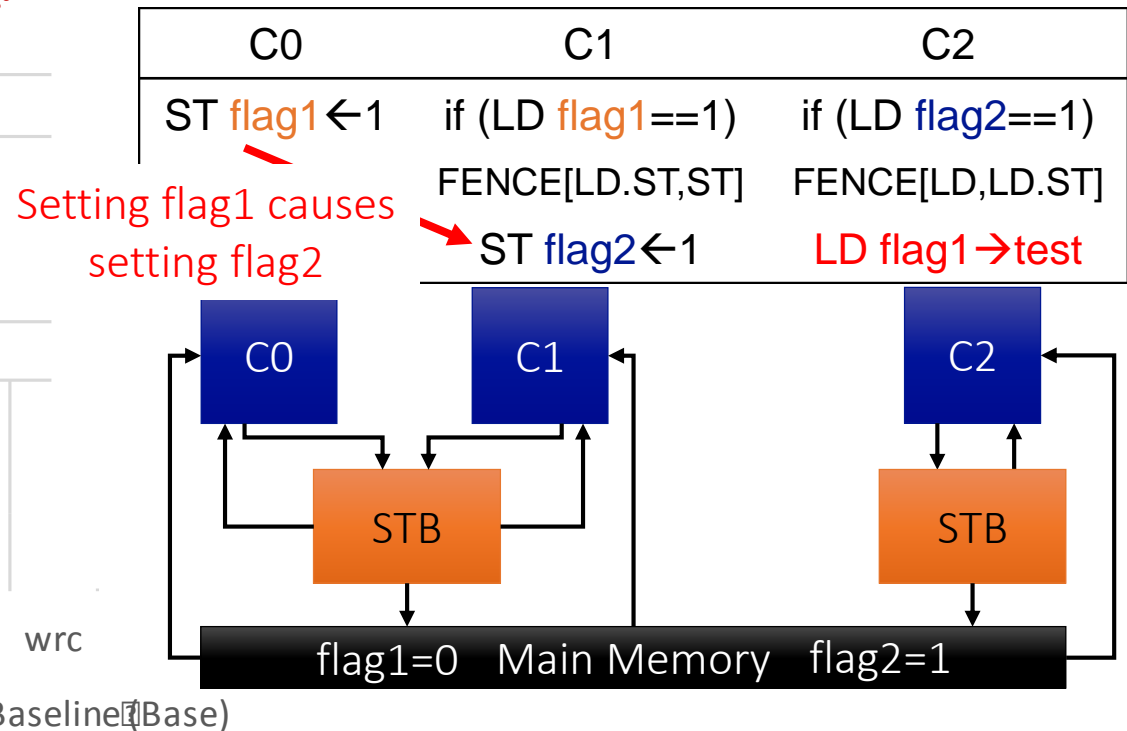 C0 C1 C2
ST flag1←1 if (LD flag1==1) if (LD flag2==1)
FENCE[LD.ST,ST] FENCE[LD,LD.ST]
ST flag2←1 LD flag1→test
Setting flag1 causes
setting flag2
C0 C1 C2
STB STB
flag1=0 Main Memory flag2=1
wrc
(Base)